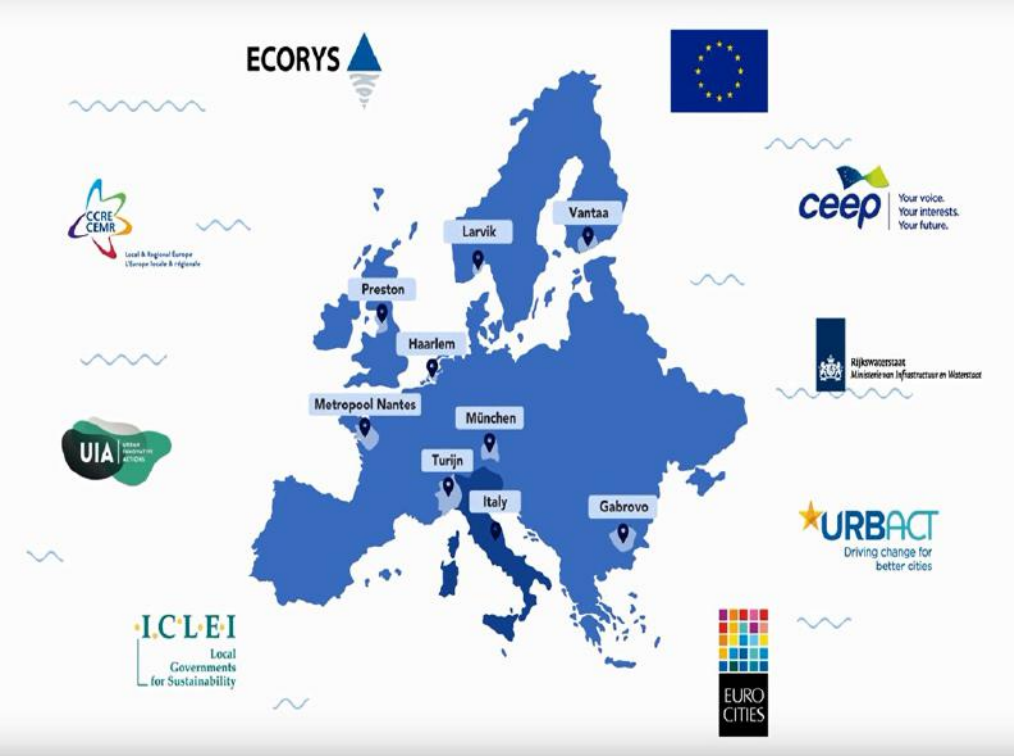 ECORYS
CCRE
CEMR
Local & Regional Europe
L'Europe locale & régionale
ceep
Your voice.
Your interests.
Your future.
Vantaa
Larvik
Preston
Haarlem
Rijkswaterstaat
Ministerie van Infrastructuur en Waterstaat
Metropool Nantes
München
UIA
URBAN
INNOVATIVE
ACTIONS
Turijn
Italy
Gabrovo
URBACT
Driving change for
better cities
I.C.L.E.I
Local
Governments
for Sustainability
EURO
CITIES